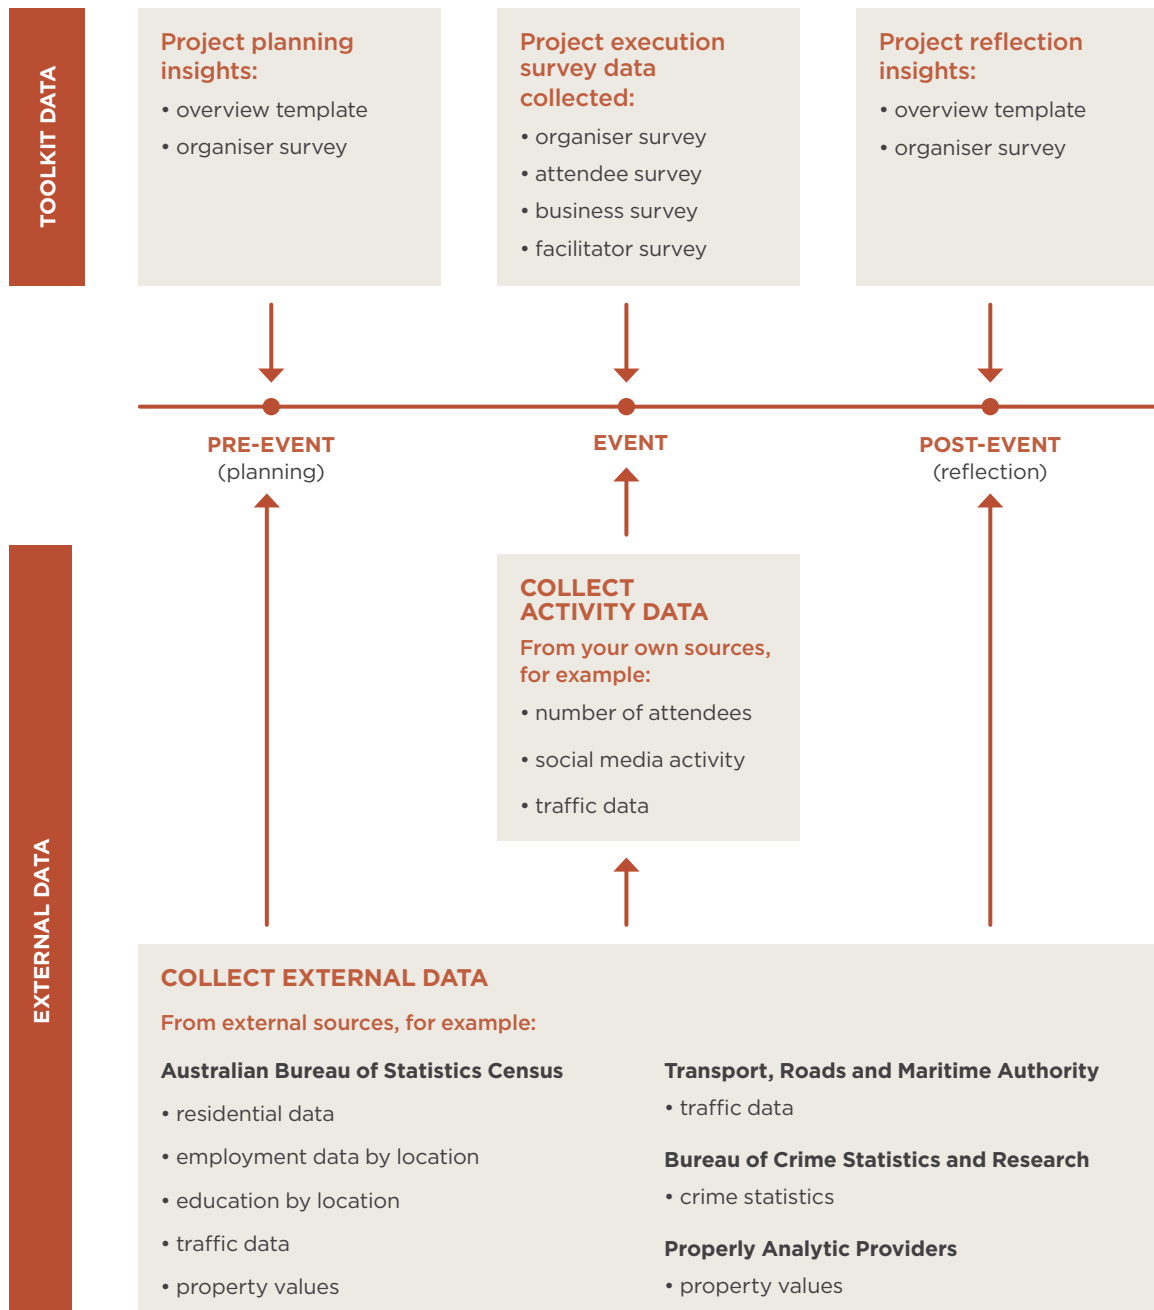 TOOLKIT DATA
Project planning
insights:
• overview template
• organiser survey
Project execution
survey data
collected:
• organiser survey
• attendee survey
• business survey
• facilitator survey
Project reflection
insights:
• overview template
• organiser survey
PRE-EVENT
(planning)
EVENT
POST-EVENT
(reflection)
EXTERNAL DATA
COLLECT
ACTIVITY DATA
From your own sources,
for example:
• number of attendees
• social media activity
• traffic data
COLLECT EXTERNAL DATA
From external sources, for example:
Australian Bureau of Statistics Census
• residential data
• employment data by location
• education by location
• traffic data
• property values
Transport, Roads and Maritime Authority
• traffic data
Bureau of Crime Statistics and Research
• crime statistics
Properly Analytic Providers
• property values